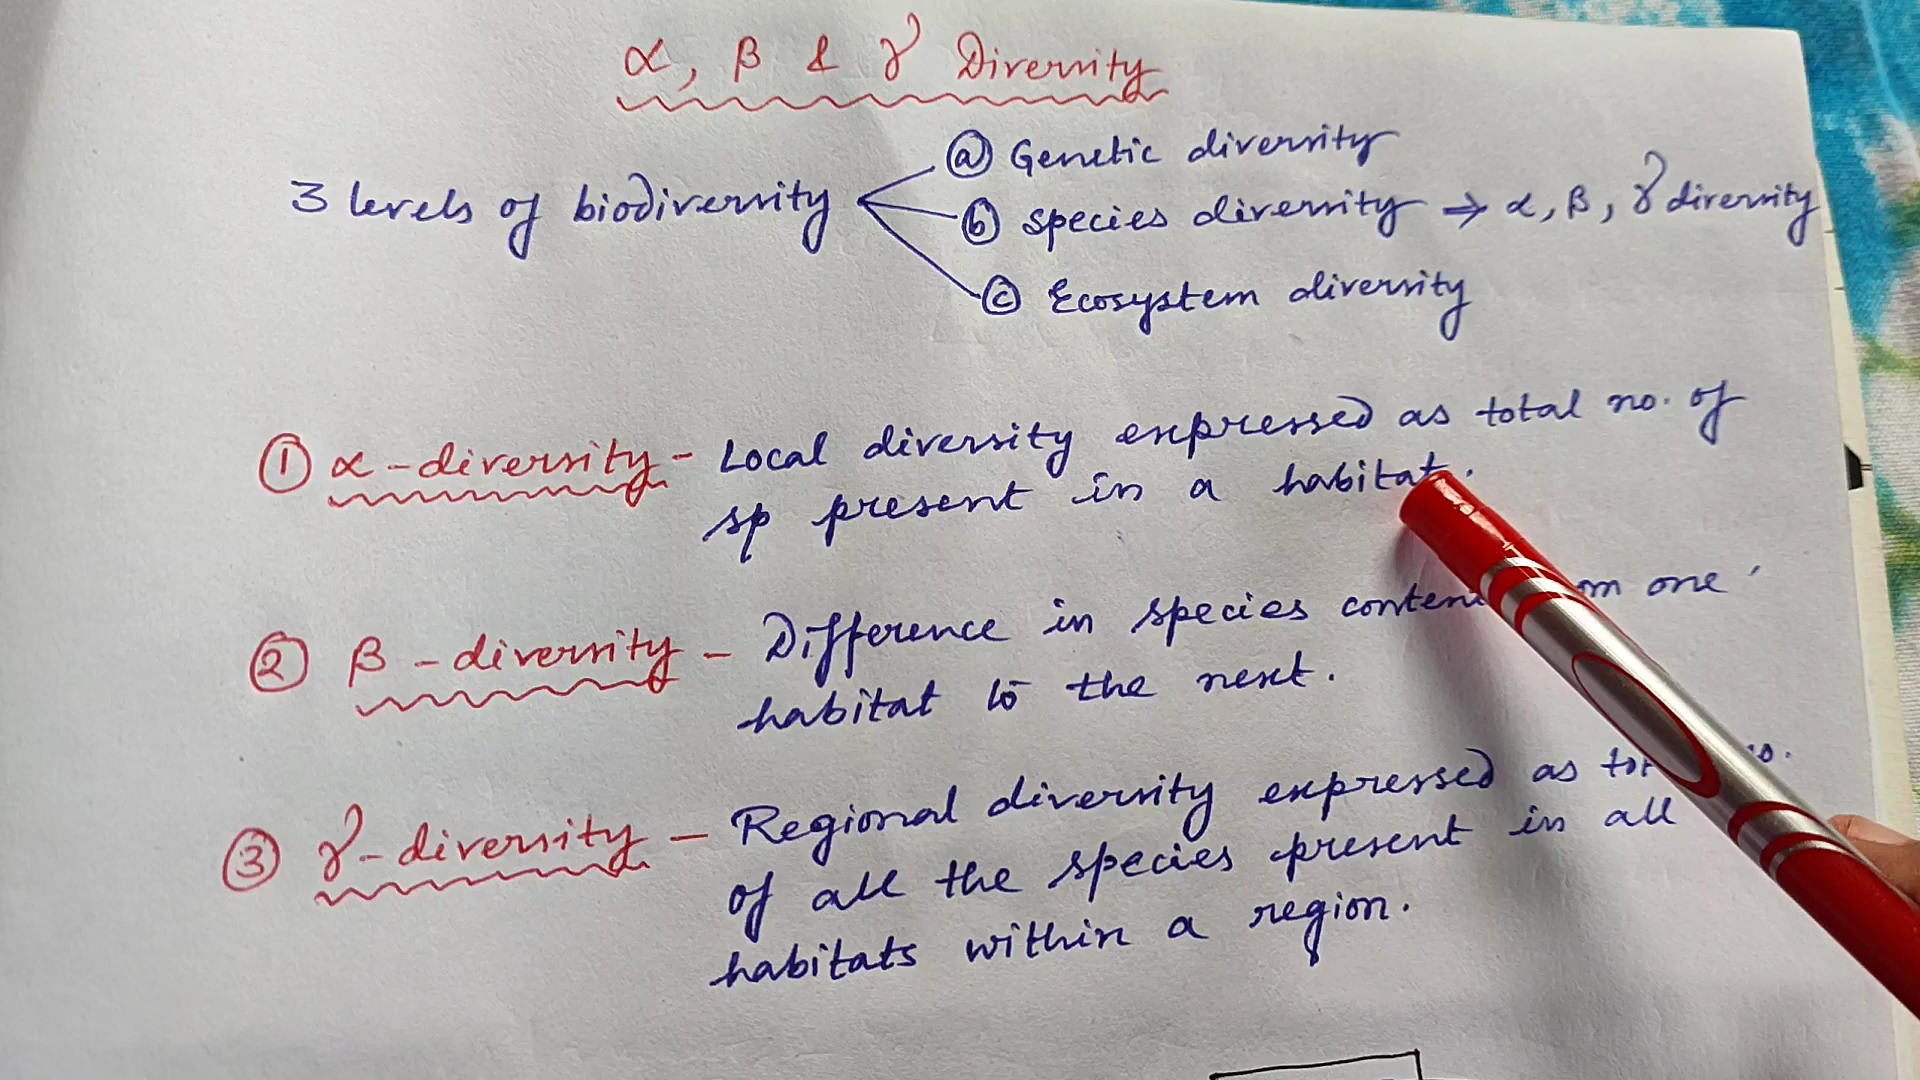 α, β & γ Diversity
3 levels of biodiversity
ⓐ Genetic diversity
ⓑ species diversity → α, β, γ diversity
ⓒ Ecosystem diversity
① α - diversity - Local diversity expressed as total no. of
sp present in a habitat.
② β - diversity - Difference in species one
habitat to the next.
③ γ - diversity - Regional diversity expressed as
of all the species present in all
habitats within a region.